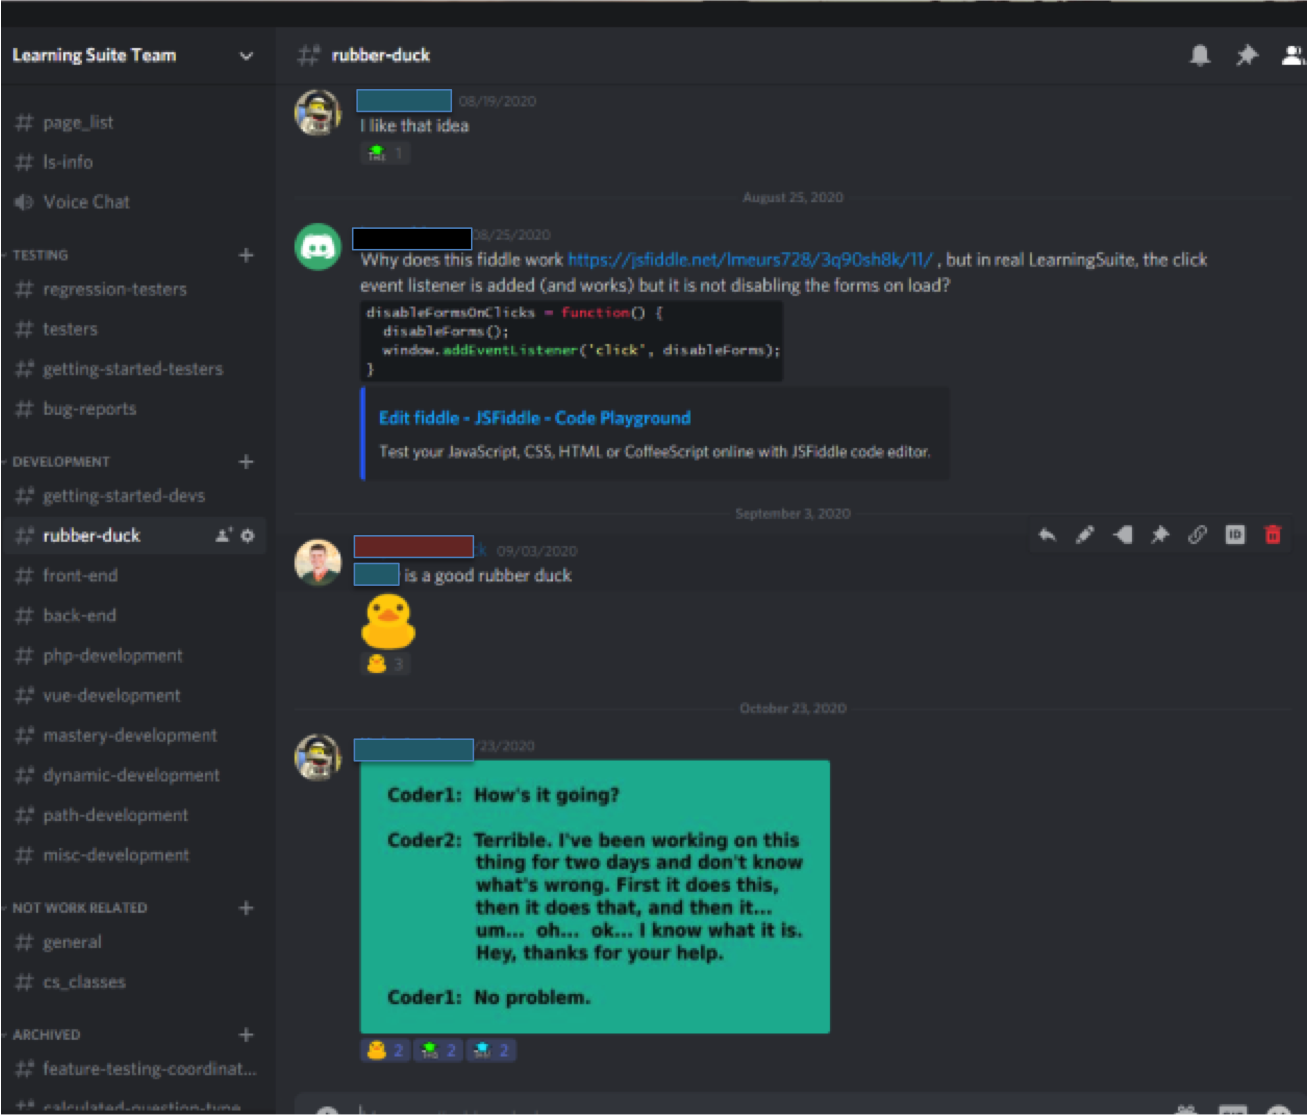 Learning Suite Team
rubber-duck
page_list
ls-info
Voice Chat
TESTING
regression-testers
testers
getting-started-testers
bug-reports
DEVELOPMENT
getting-started-devs
rubber-duck
front-end
back-end
php-development
vue-development
mastery-development
dynamic-development
path-development
misc-development
NOT WORK RELATED
general
cs_classes
ARCHIVED
feature-testing-coordinat...
calculated-question-type
08/19/2020
I like that idea
1
August 25, 2020
08/25/2020
Why does this fiddle work https://jsfiddle.net/lmeurs728/3q90sh8k/11/ , but in real LearningSuite, the click
event listener is added (and works) but it is not disabling the forms on load?
disableFormsOnClicks = function() {
disableForms();
window.addEventListener('click', disableForms);
}
Edit fiddle - JSFiddle - Code Playground
Test your JavaScript, CSS, HTML or CoffeeScript online with JSFiddle code editor.
September 3, 2020
k 09/03/2020
ID
is a good rubber duck
3
October 23, 2020
/23/2020
Coder1: How's it going?
Coder2: Terrible. I've been working on this
thing for two days and don't know
what's wrong. First it does this,
then it does that, and then it...
um... oh... ok... I know what it is.
Hey, thanks for your help.
Coder1: No problem.
2 2 2